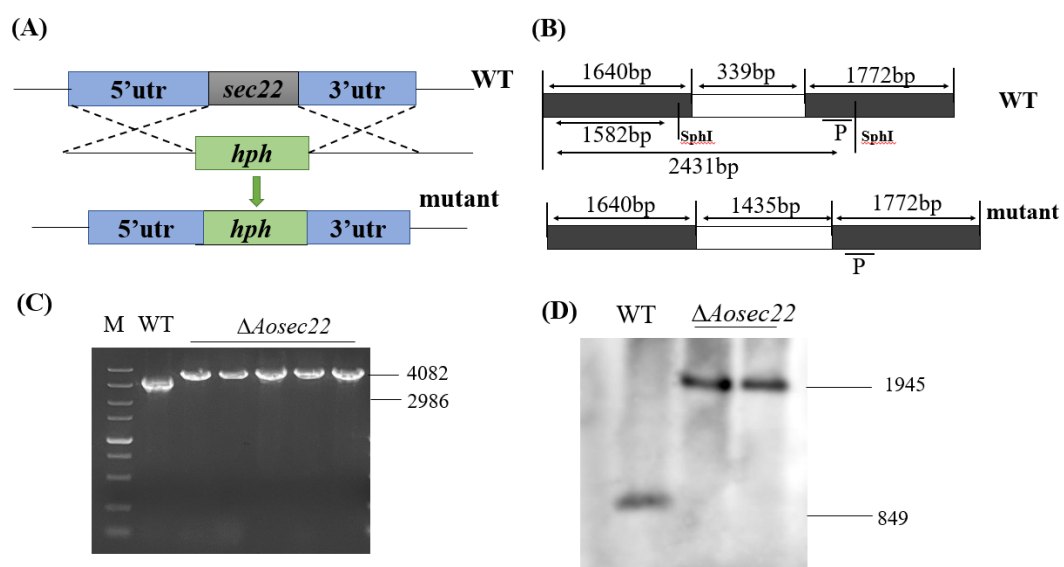 (A)
5’utr sec22 3’utr WT
hph
mutant
5’utr hph 3’utr
(B)
1640bp 339bp 1772bp
WT
1582bp SphI P SphI
2431bp
1640bp 1435bp 1772bp mutant
P
(C)
M WT ΔAosec22
4082
2986
(D)
WT ΔAosec22
1945
849